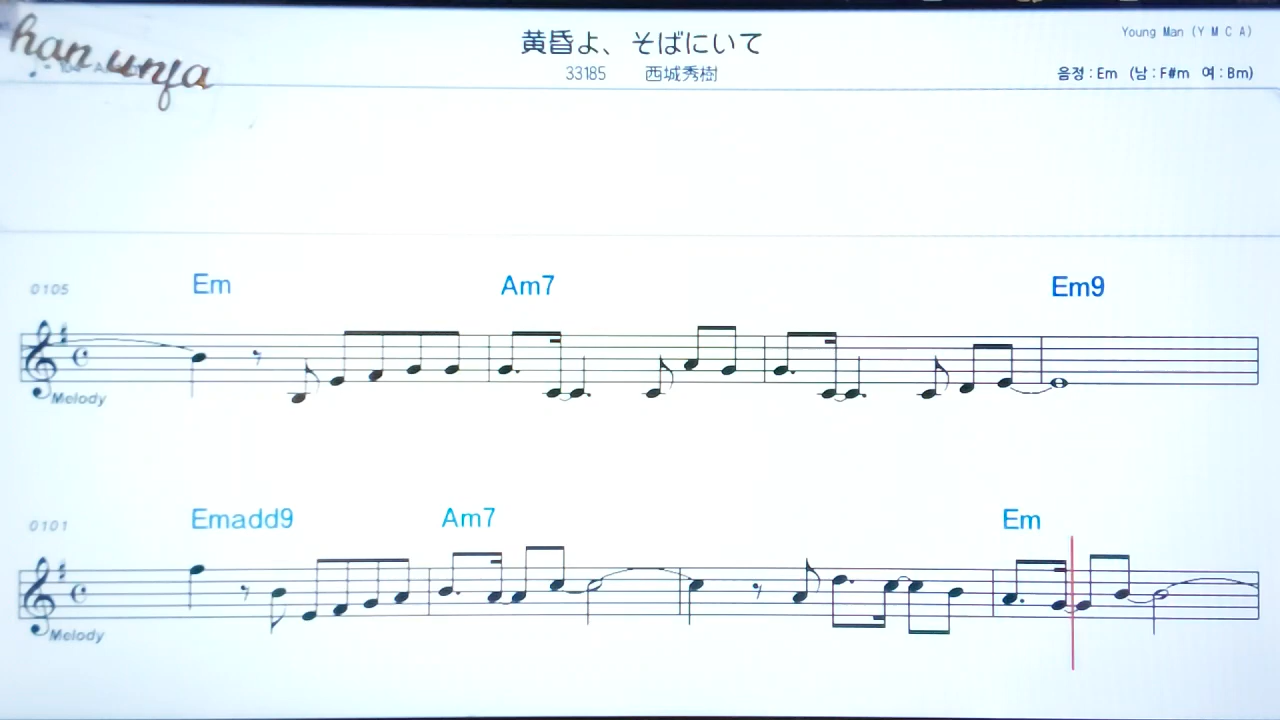 han unja
黄昏よ、そばにいて
33185 西城秀樹
Young Man (Y M C A)
음정 : Em (남 : F#m 여 : Bm)
0105
Em Am7 Em9
Melody
0101
Emadd9 Am7 Em
Melody